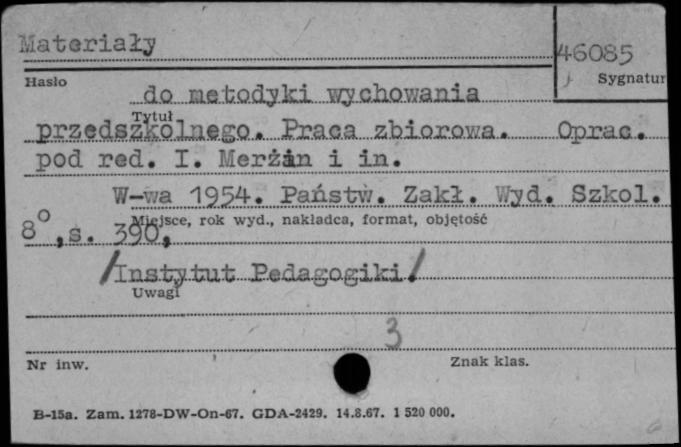 Materiały
46085
Hasło
Sygnatur
do metodyki wychowania
Tytuł
przedszkolnego. Praca zbiorowa. Oprac.
pod red. I. Merżan i in.
W-wa 1954. Państw. Zakł. Wyd. Szkol.
Miejsce, rok wyd., nakładca, format, objętość
8°, s. 390,
/Instytut Pedagogiki/
Uwagi
3
Nr inw.
Znak klas.
B-15a. Zam. 1278-DW-On-67. GDA-2429. 14.8.67. 1 520 000.